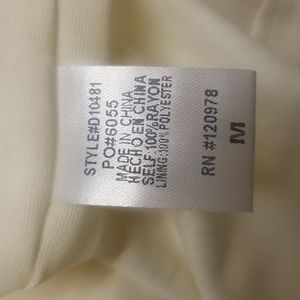 STYLE#D10481
PO#6055
MADE IN CHINA
HECHO EN CHINA
SELF:100%RAYON
LINING:100%POLYESTER
M
RN #120978